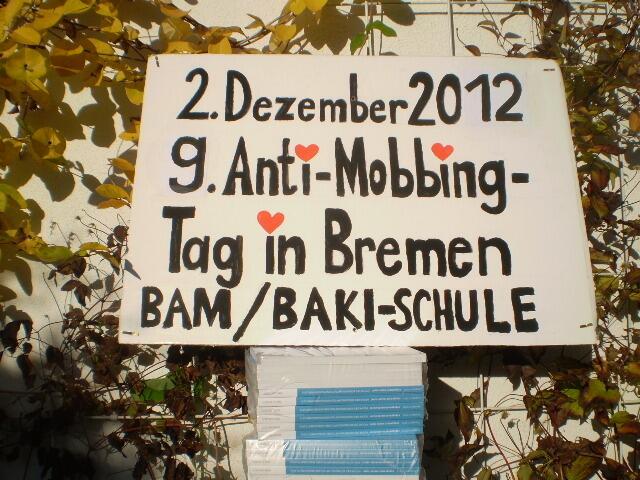 2. Dezember 2012
9. Anti-Mobbing-
Tag in Bremen
BAM/BAKI-SCHULE